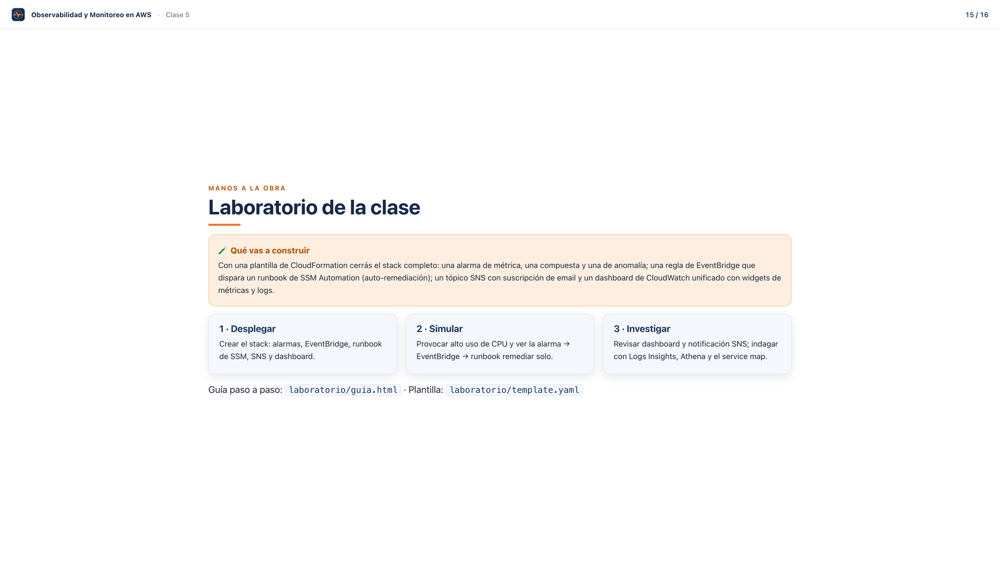 Observabilidad y Monitoreo en AWS · Clase 5
15 / 16
MANOS A LA OBRA
Laboratorio de la clase
Qué vas a construir
Con una plantilla de CloudFormation cerrás el stack completo: una alarma de métrica, una compuesta y una de anomalía; una regla de EventBridge que
dispara un runbook de SSM Automation (auto-remediación); un tópico SNS con suscripción de email y un dashboard de CloudWatch unificado con widgets de
métricas y logs.
1 · Desplegar
Crear el stack: alarmas, EventBridge, runbook
de SSM, SNS y dashboard.
2 · Simular
Provocar alto uso de CPU y ver la alarma →
EventBridge → runbook remediar solo.
3 · Investigar
Revisar dashboard y notificación SNS; indagar
con Logs Insights, Athena y el service map.
Guía paso a paso: laboratorio/guia.html · Plantilla: laboratorio/template.yaml